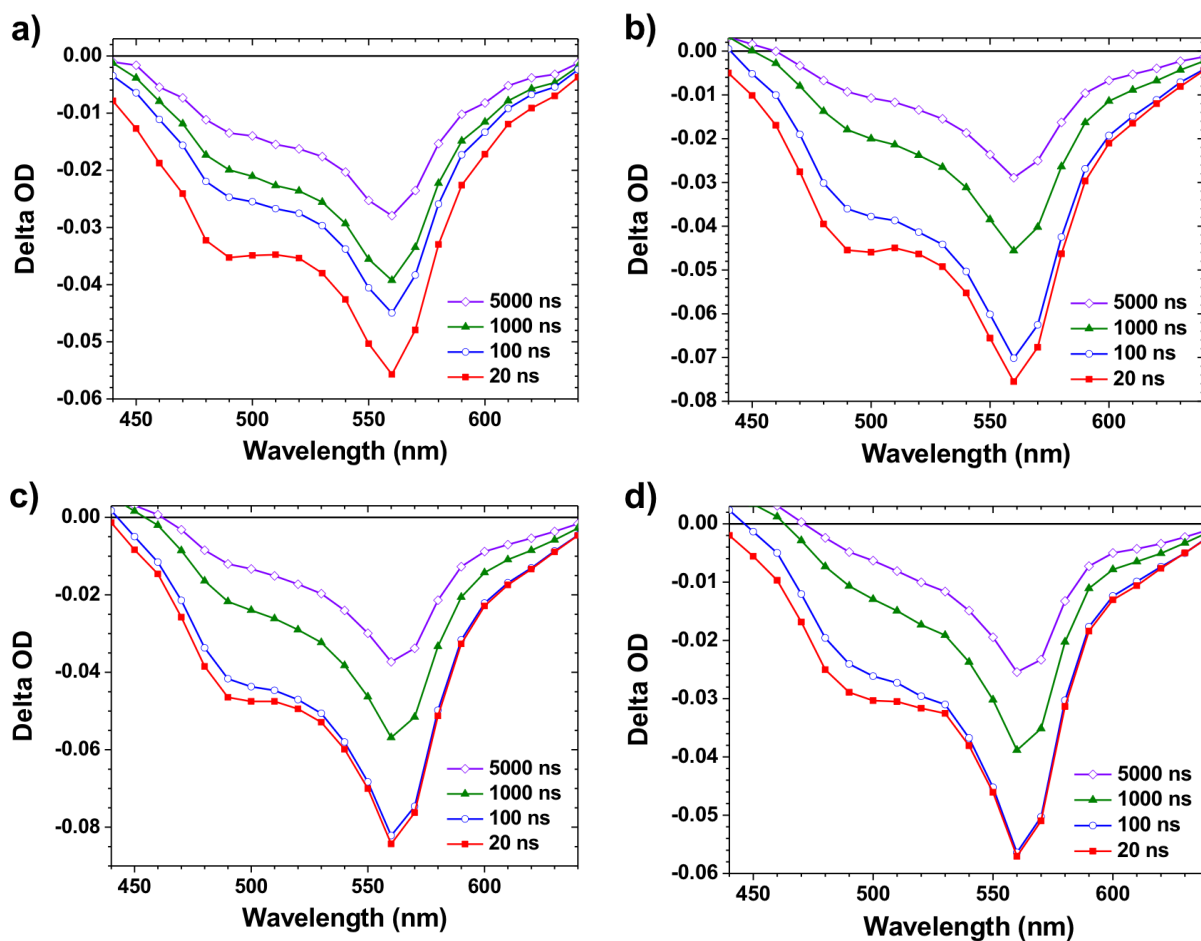 a)
0.00
-0.01
-0.02
-0.03
-0.04
-0.05
-0.06
Delta OD
450
500
550
600
Wavelength (nm)
5000 ns
1000 ns
100 ns
20 ns
b)
0.00
-0.01
-0.02
-0.03
-0.04
-0.05
-0.06
-0.07
-0.08
Delta OD
450
500
550
600
Wavelength (nm)
5000 ns
1000 ns
100 ns
20 ns
c)
0.00
-0.02
-0.04
-0.06
-0.08
Delta OD
450
500
550
600
Wavelength (nm)
5000 ns
1000 ns
100 ns
20 ns
d)
0.00
-0.01
-0.02
-0.03
-0.04
-0.05
-0.06
Delta OD
450
500
550
600
Wavelength (nm)
5000 ns
1000 ns
100 ns
20 ns